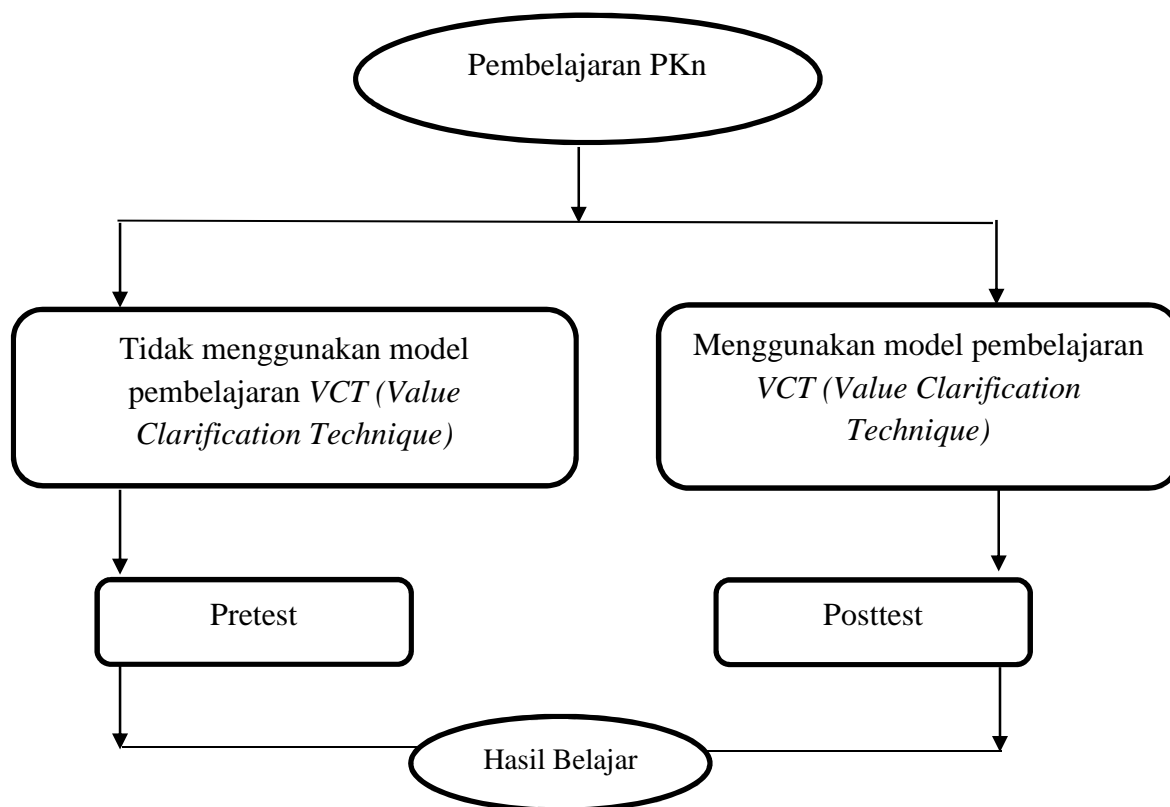 Pembelajaran PKn
Tidak menggunakan model
pembelajaran VCT (Value
Clarification Technique)
Menggunakan model pembelajaran
VCT (Value Clarification
Technique)
Pretest
Posttest
Hasil Belajar